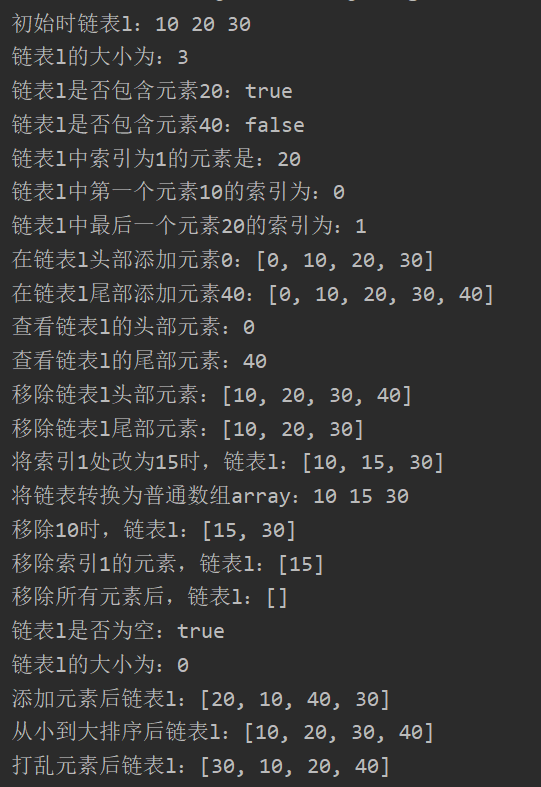 初始时链表l：10 20 30
链表l的大小为：3
链表l是否包含元素20：true
链表l是否包含元素40：false
链表l中索引为1的元素是：20
链表l中第一个元素10的索引为：0
链表l中最后一个元素20的索引为：1
在链表l头部添加元素0：[0, 10, 20, 30]
在链表l尾部添加元素40：[0, 10, 20, 30, 40]
查看链表l的头部元素：0
查看链表l的尾部元素：40
移除链表l头部元素：[10, 20, 30, 40]
移除链表l尾部元素：[10, 20, 30]
将索引1处改为15时，链表l：[10, 15, 30]
将链表转换为普通数组array：10 15 30
移除10时，链表l：[15, 30]
移除索引1的元素，链表l：[15]
移除所有元素后，链表l：[]
链表l是否为空：true
链表l的大小为：0
添加元素后链表l：[20, 10, 40, 30]
从小到大排序后链表l：[10, 20, 30, 40]
打乱元素后链表l：[30, 10, 20, 40]